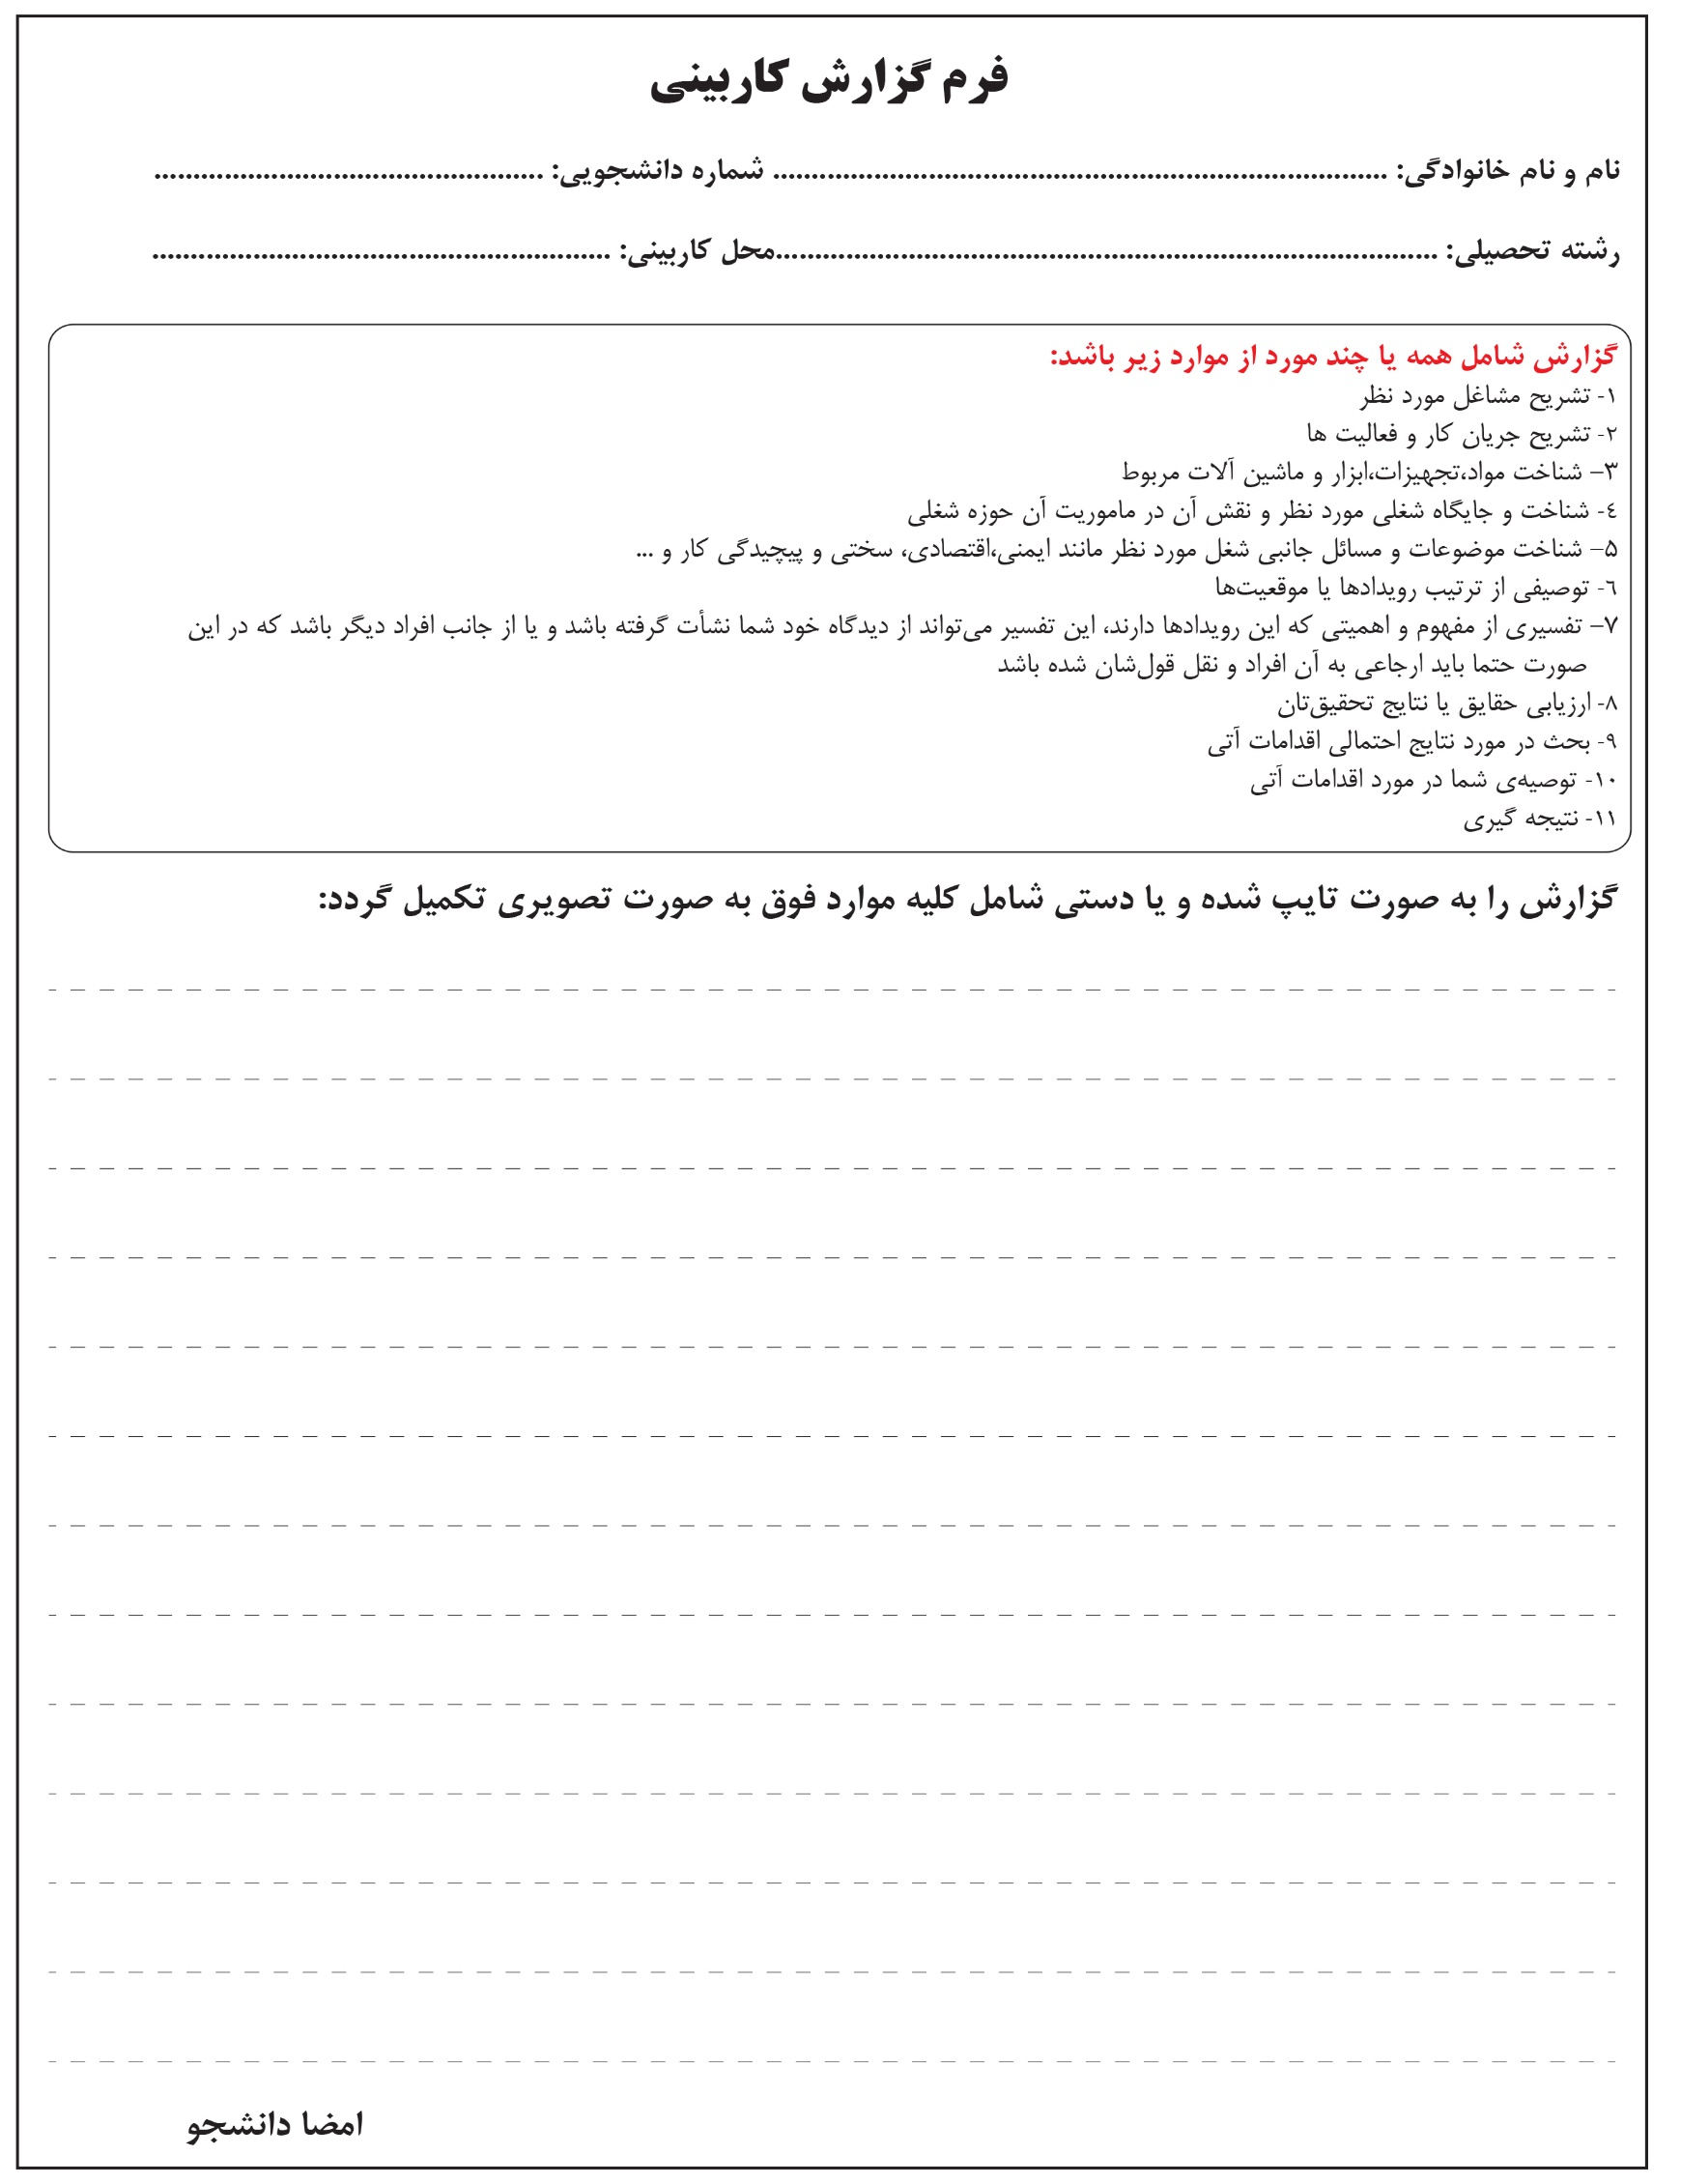 فرم گزارش کاربینی
نام و نام خانوادگی: ............................................................................... شماره دانشجویی: ..................................................
رشته تحصیلی: .....................................................................................محل کاربینی: ...........................................................
گزارش شامل همه یا چند مورد از موارد زیر باشد:
۱- تشریح مشاغل مورد نظر
۲- تشریح جریان کار و فعالیت ها
۳– شناخت مواد،تجهیزات،ابزار و ماشین آلات مربوط
٤- شناخت و جایگاه شغلی مورد نظر و نقش آن در ماموریت آن حوزه شغلی
۵– شناخت موضوعات و مسائل جانبی شغل مورد نظر مانند ایمنی،اقتصادی، سختی و پیچیدگی کار و ...
٦- توصیفی از ترتیب رویدادها یا موقعیت‌ها
۷– تفسیری از مفهوم و اهمیتی که این رویدادها دارند، این تفسیر می‌تواند از دیدگاه خود شما نشأت گرفته باشد و یا از جانب افراد دیگر باشد که در این
صورت حتما باید ارجاعی به آن افراد و نقل قول‌شان شده باشد
۸- ارزیابی حقایق یا نتایج تحقیق‌تان
۹- بحث در مورد نتایج احتمالی اقدامات آتی
۱۰- توصیه‌ی شما در مورد اقدامات آتی
۱۱- نتیجه گیری
گزارش را به صورت تایپ شده و یا دستی شامل کلیه موارد فوق به صورت تصویری تکمیل گردد:
امضا دانشجو